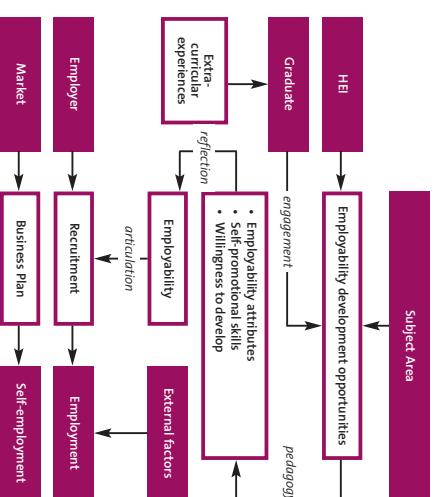 Subject Area
HEI
Employability development opportunities
Graduate
engagement
pedagogy
Extra-
curricular
experiences
reflection
• Employability attributes
• Self-promotional skills
• Willingness to develop
Employability
External factors
articulation
Employer
Recruitment
Employment
Market
Business Plan
Self-employment